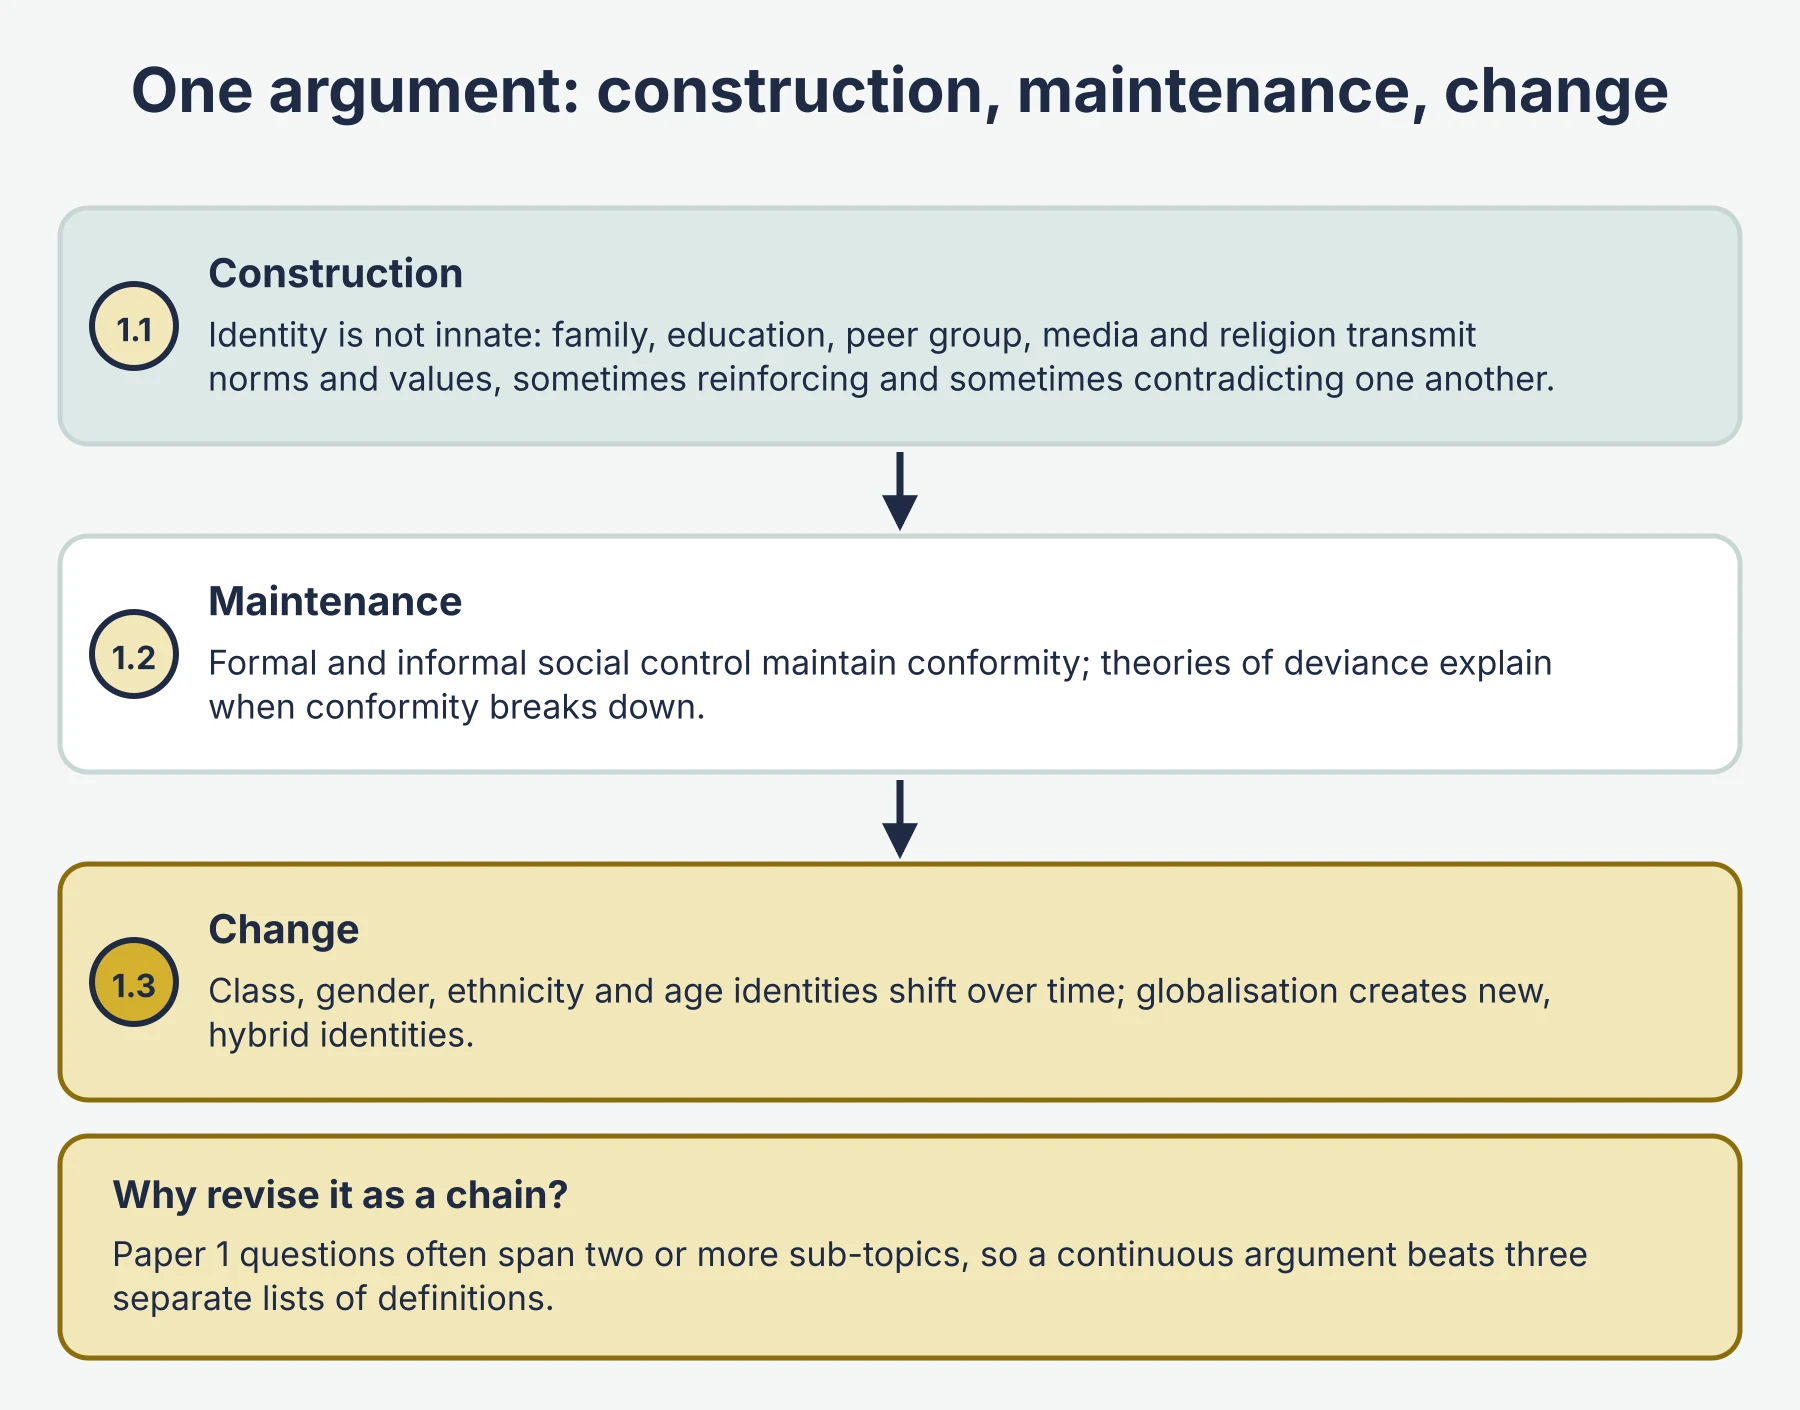 One argument: construction, maintenance, change
Construction
1.1
Identity is not innate: family, education, peer group, media and religion transmit
norms and values, sometimes reinforcing and sometimes contradicting one another.
Maintenance
1.2
Formal and informal social control maintain conformity; theories of deviance explain
when conformity breaks down.
Change
1.3
Class, gender, ethnicity and age identities shift over time; globalisation creates new,
hybrid identities.
Why revise it as a chain?
Paper 1 questions often span two or more sub-topics, so a continuous argument beats three
separate lists of definitions.